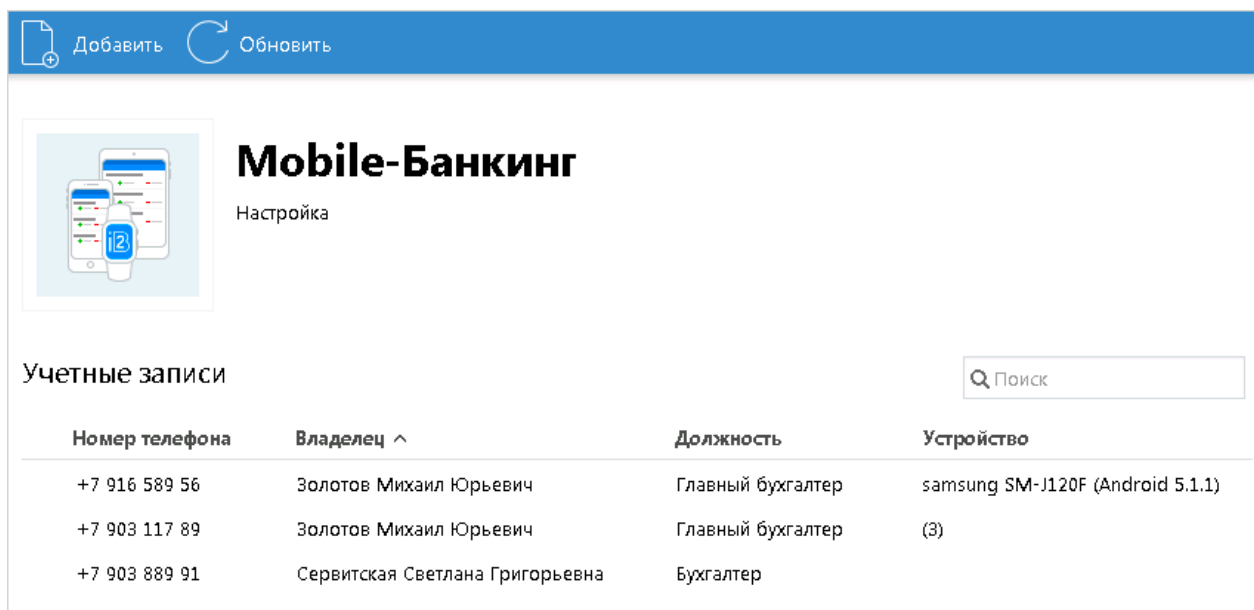 Добавить Обновить
Mobile-Банкинг
Настройка
iB2
Учетные записи Поиск
Номер телефона Владелец Должность Устройство
+7 916 589 56 Золотов Михаил Юрьевич Главный бухгалтер samsung SM-J120F (Android 5.1.1)
+7 903 117 89 Золотов Михаил Юрьевич Главный бухгалтер (3)
+7 903 889 91 Сервитская Светлана Григорьевна Бухгалтер